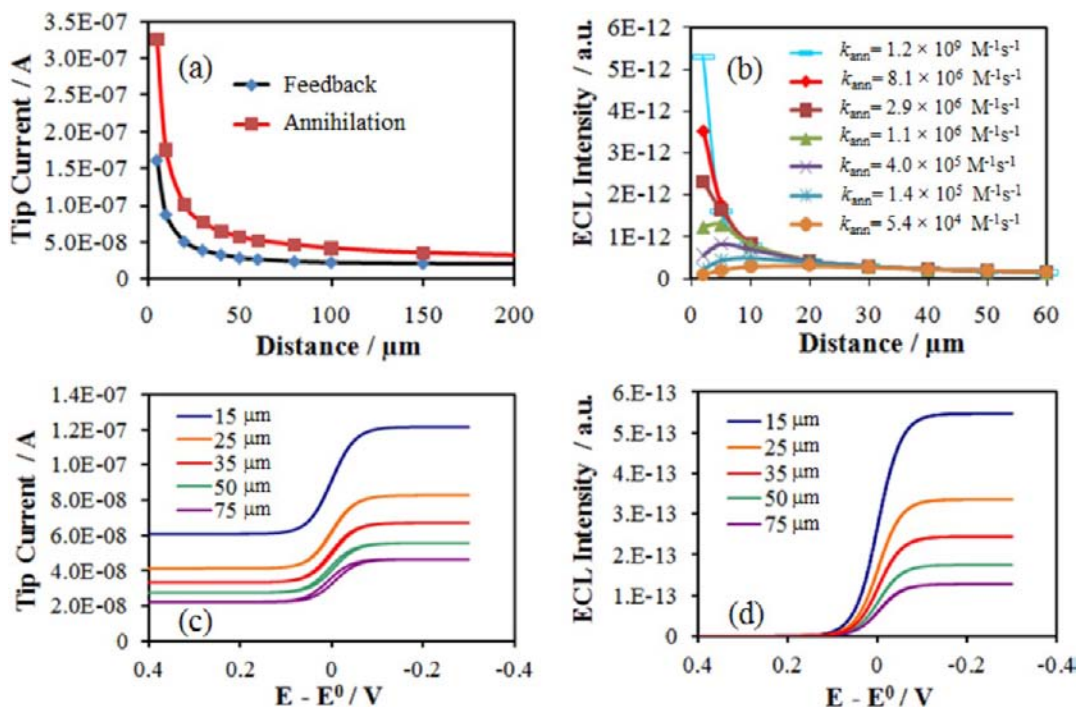 3.5E-07
3.0E-07
2.5E-07
2.0E-07
1.5E-07
1.0E-07
5.0E-08
0
Tip Current / A
(a)
Feedback
Annihilation
0 50 100 150 200
Distance / µm
6E-12
5E-12
4E-12
3E-12
2E-12
1E-12
0
ECL Intensity / a.u.
(b)
kann= 1.2 × 10⁹ M⁻¹s⁻¹
kann= 8.1 × 10⁶ M⁻¹s⁻¹
kann= 2.9 × 10⁶ M⁻¹s⁻¹
kann= 1.1 × 10⁶ M⁻¹s⁻¹
kann= 4.0 × 10⁵ M⁻¹s⁻¹
kann= 1.4 × 10⁵ M⁻¹s⁻¹
kann= 5.4 × 10⁴ M⁻¹s⁻¹
0 10 20 30 40 50 60
Distance / µm
1.4E-07
1.2E-07
1.0E-07
8.0E-08
6.0E-08
4.0E-08
2.0E-08
0
Tip Current / A
15 µm
25 µm
35 µm
50 µm
75 µm
(c)
0.4 0.2 0 -0.2 -0.4
E - E⁰ / V
6.E-13
5.E-13
4.E-13
3.E-13
2.E-13
1.E-13
0
ECL Intensity / a.u.
15 µm
25 µm
35 µm
50 µm
75 µm
(d)
0.4 0.2 0 -0.2 -0.4
E - E⁰ / V